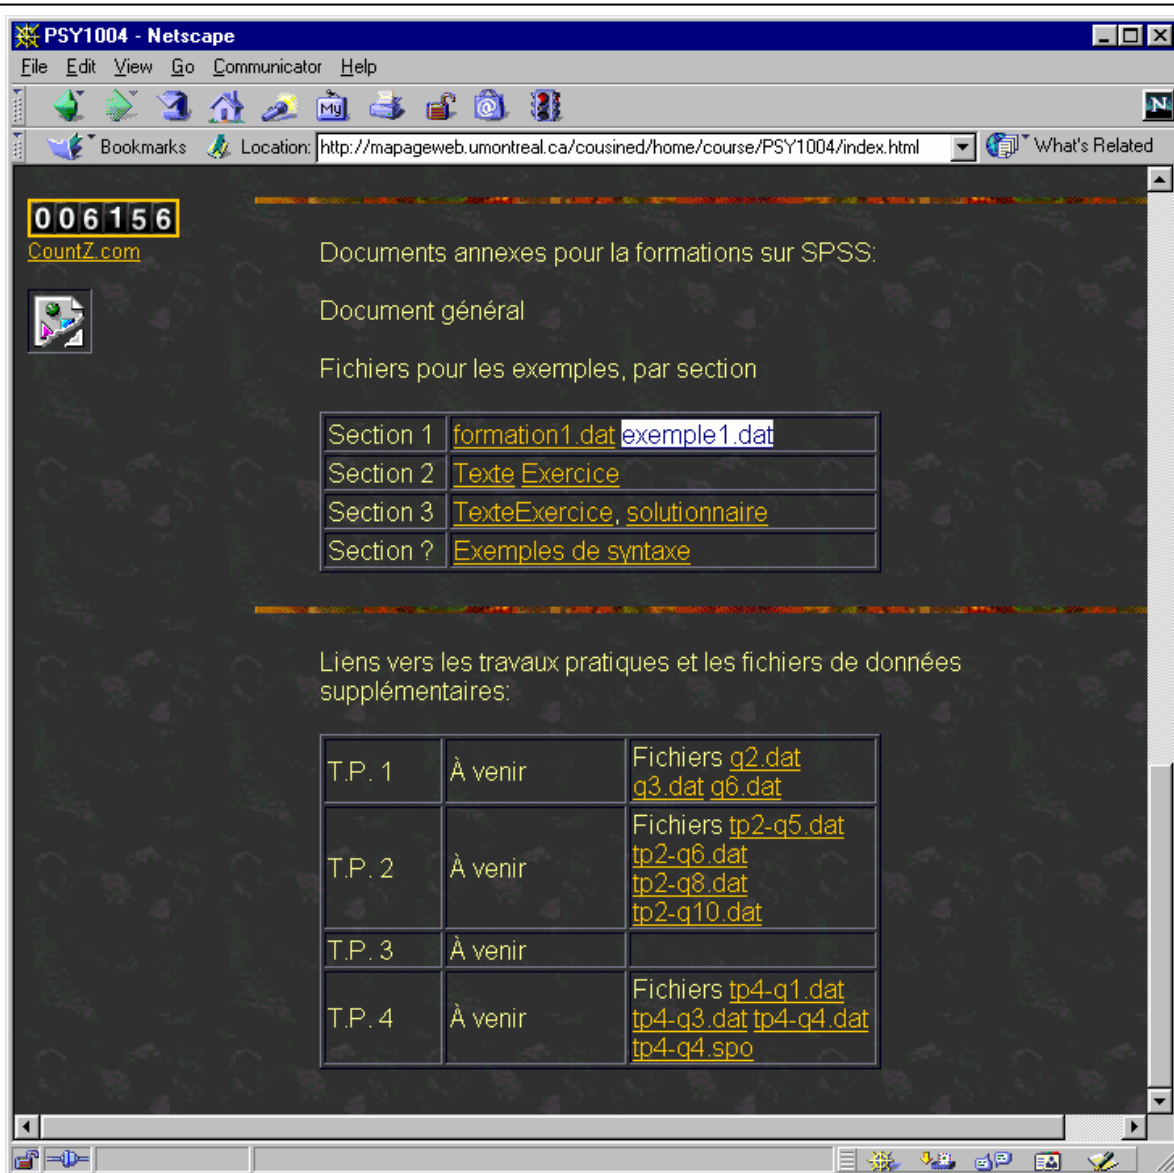 PSY1004 - Netscape
File Edit View Go Communicator Help
My
N
Bookmarks Location: http://mapageweb.umontreal.ca/cousined/home/course/PSY1004/index.html What's Related
006156
CountZ.com
Documents annexes pour la formations sur SPSS:
Document général
Fichiers pour les exemples, par section
Section 1 formation1.dat exemple1.dat
Section 2 Texte Exercice
Section 3 TexteExercice, solutionnaire
Section ? Exemples de syntaxe
Liens vers les travaux pratiques et les fichiers de données
supplémentaires:
T.P. 1 À venir Fichiers q2.dat
q3.dat q6.dat
T.P. 2 À venir Fichiers tp2-q5.dat
tp2-q6.dat
tp2-q8.dat
tp2-q10.dat
T.P. 3 À venir
T.P. 4 À venir Fichiers tp4-q1.dat
tp4-q3.dat tp4-q4.dat
tp4-q4.spo